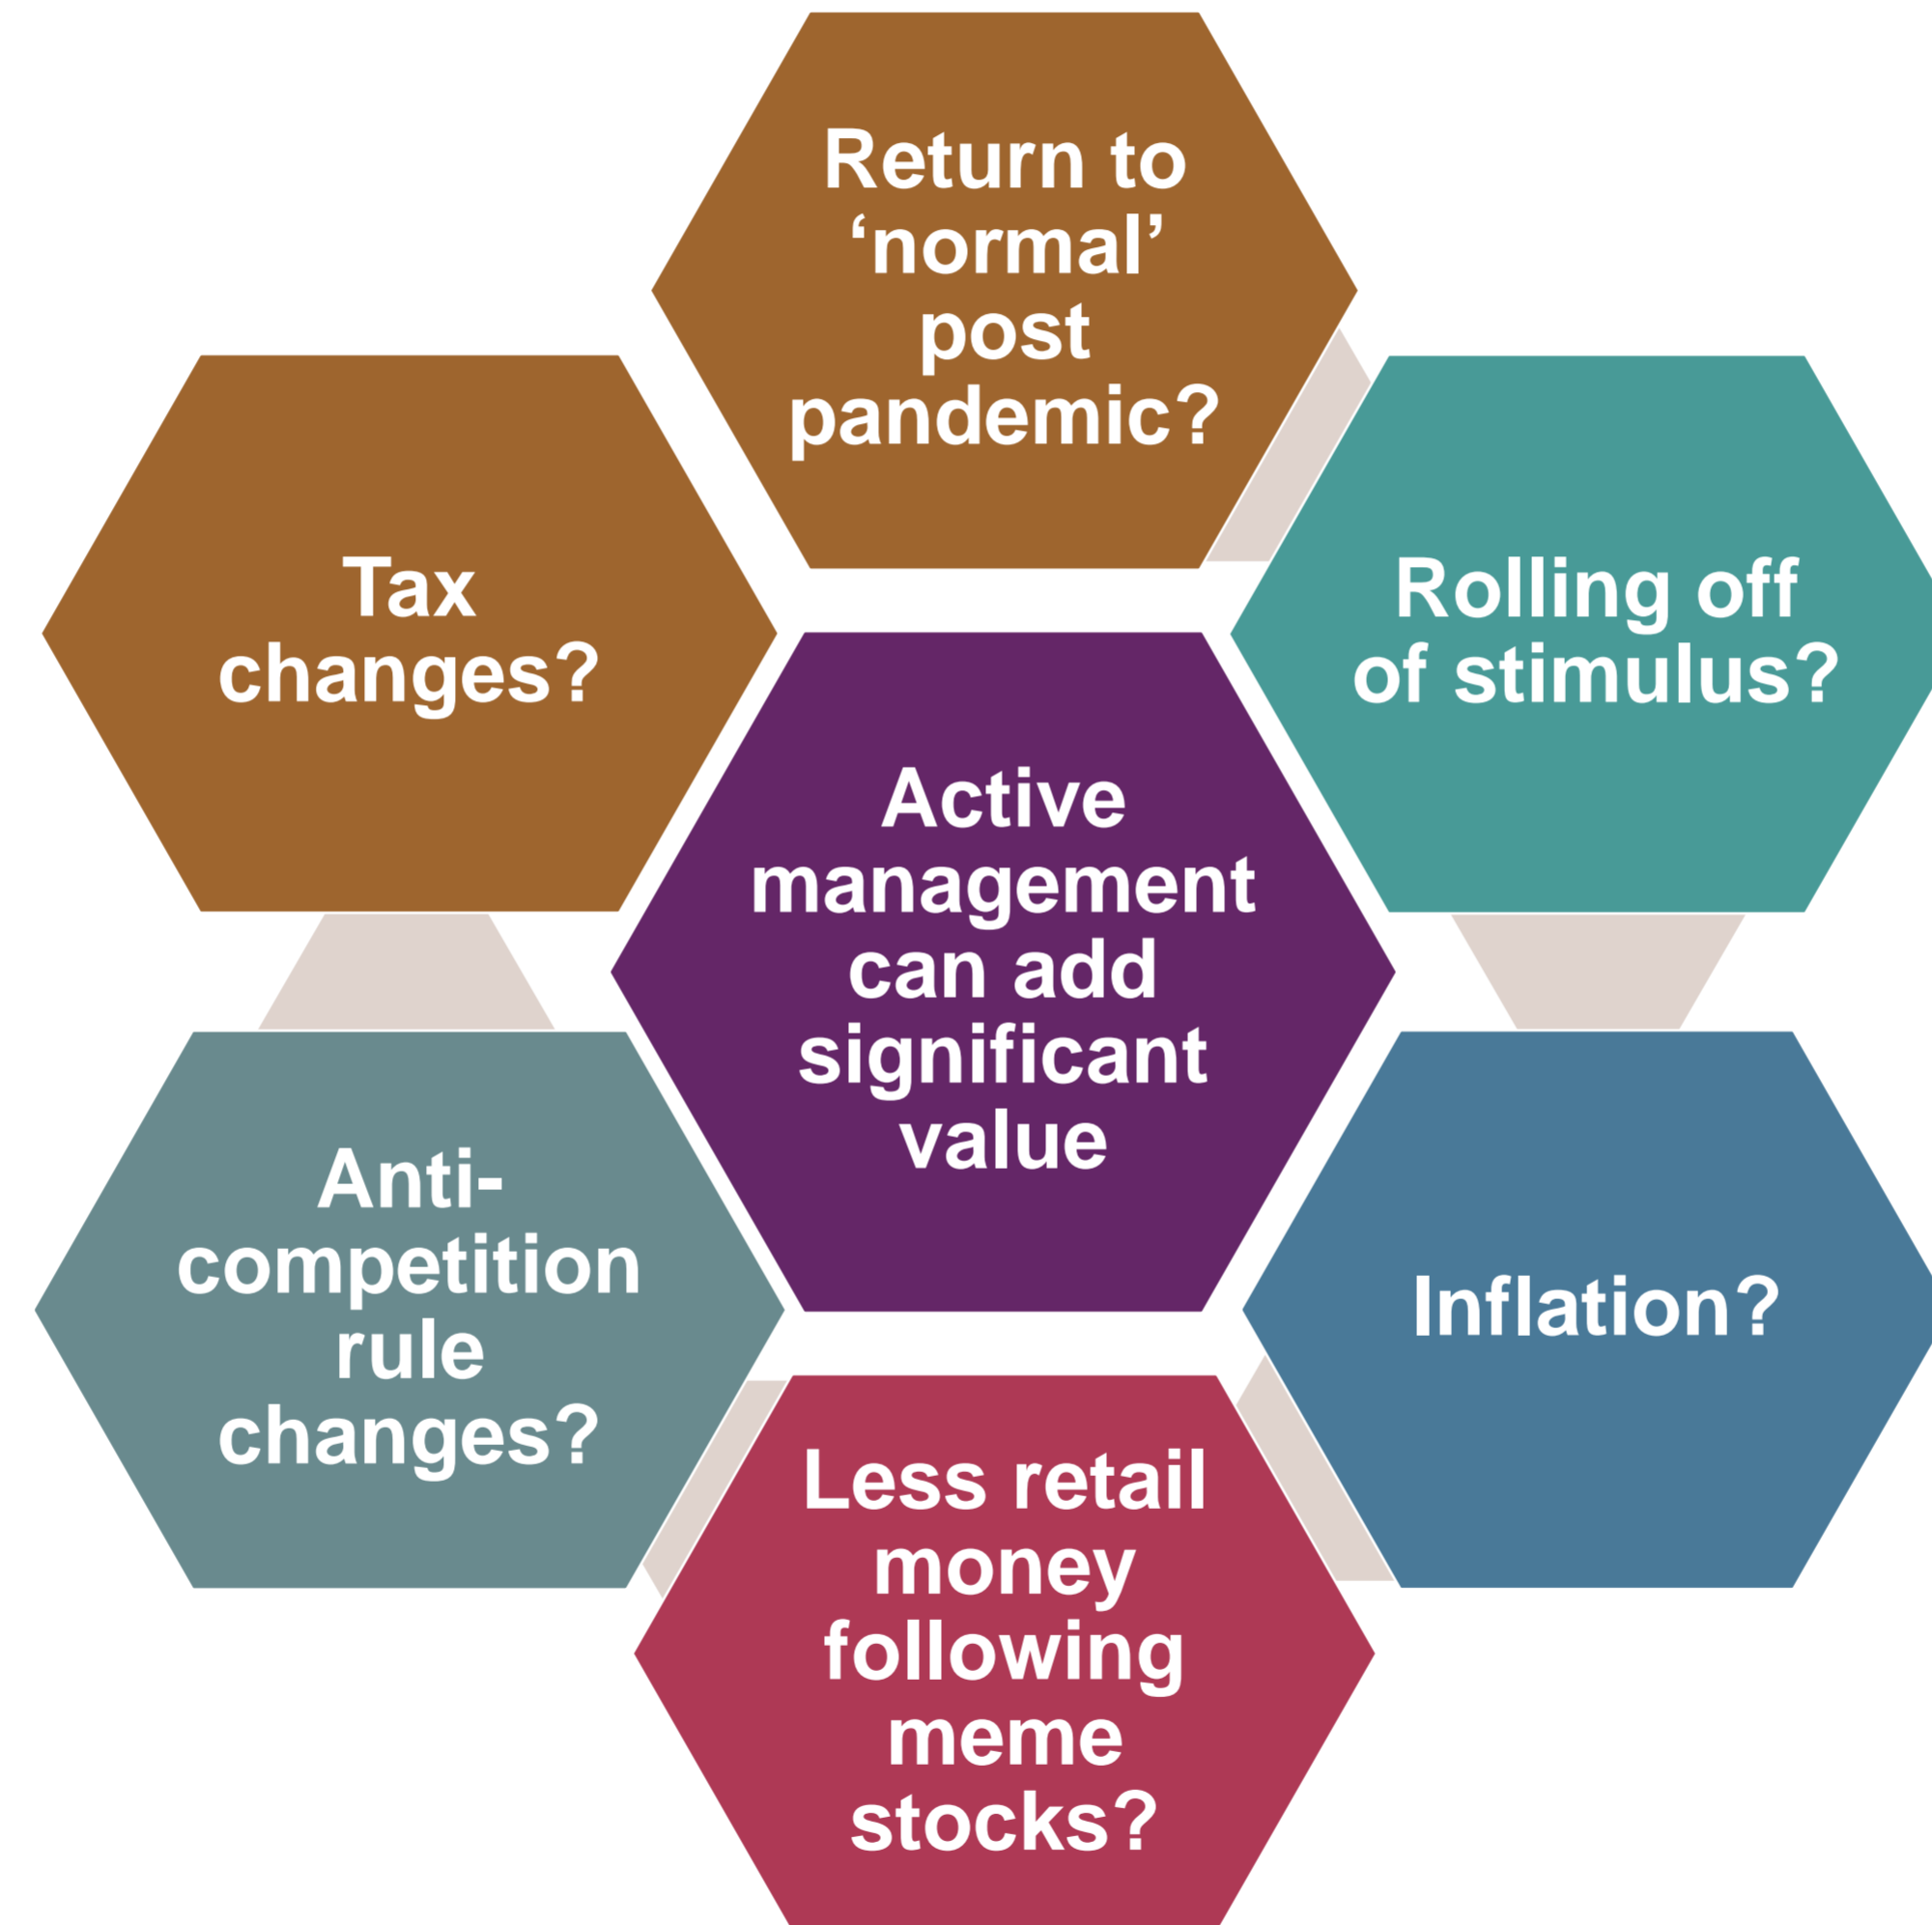 Return to
‘normal’
post
pandemic?
Tax
changes?
Rolling off
of stimulus?
Active
management
can add
significant
value
Anti-
competition
rule
changes?
Inflation?
Less retail
money
following
meme
stocks?